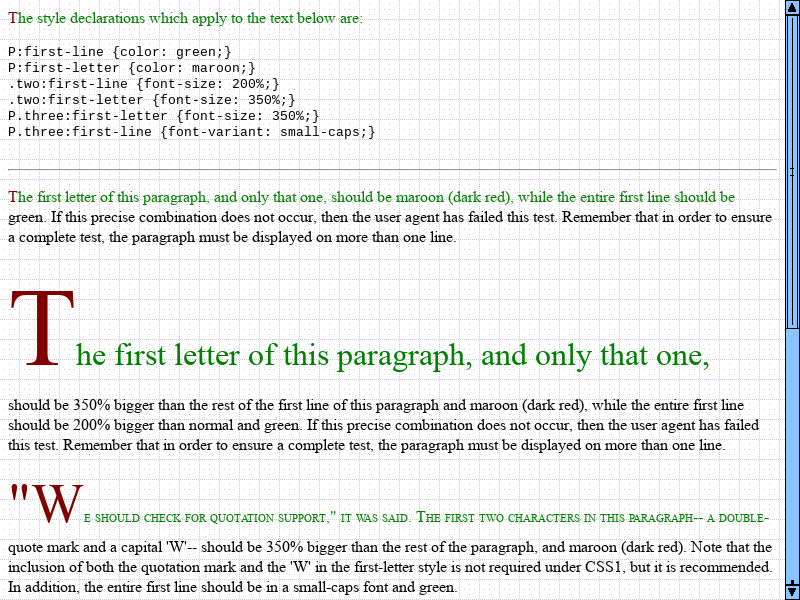 The style declarations which apply to the text below are:
P:first-line {color: green;}
P:first-letter {color: maroon;}
.two:first-line {font-size: 200%;}
.two:first-letter {font-size: 350%;}
P.three:first-letter {font-size: 350%;}
P.three:first-line {font-variant: small-caps;}
The first letter of this paragraph, and only that one, should be maroon (dark red), while the entire first line should be
green. If this precise combination does not occur, then the user agent has failed this test. Remember that in order to ensure
a complete test, the paragraph must be displayed on more than one line.
The first letter of this paragraph, and only that one,
should be 350% bigger than the rest of the first line of this paragraph and maroon (dark red), while the entire first line
should be 200% bigger than normal and green. If this precise combination does not occur, then the user agent has failed
this test. Remember that in order to ensure a complete test, the paragraph must be displayed on more than one line.
"We should check for quotation support," it was said. The first two characters in this paragraph-- a double-
quote mark and a capital 'W'-- should be 350% bigger than the rest of the paragraph, and maroon (dark red). Note that the
inclusion of both the quotation mark and the 'W' in the first-letter style is not required under CSS1, but it is recommended.
In addition, the entire first line should be in a small-caps font and green.